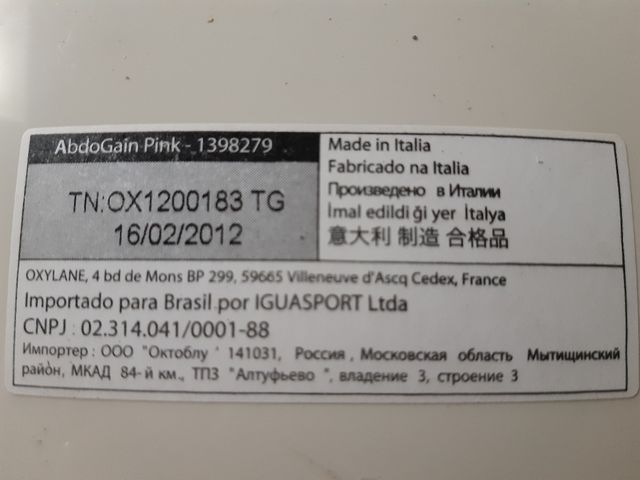 AbdoGain Pink - 1398279
TN:OX1200183 TG
16/02/2012
Made in Italia
Fabricado na Italia
Произведено в Италии
İmal edildi ği yer İtalya
意大利 制造 合格品
OXYLANE, 4 bd de Mons BP 299, 59665 Villeneuve d'Ascq Cedex, France
Importado para Brasil por IGUASPORT Ltda
CNPJ : 02.314.041/0001-88
Импортер : ООО "Октоблу ' 141031, Россия , Московская область Мытищинский
район, МКАД 84-й км., ТПЗ "Алтуфьево ", владение 3, строение 3